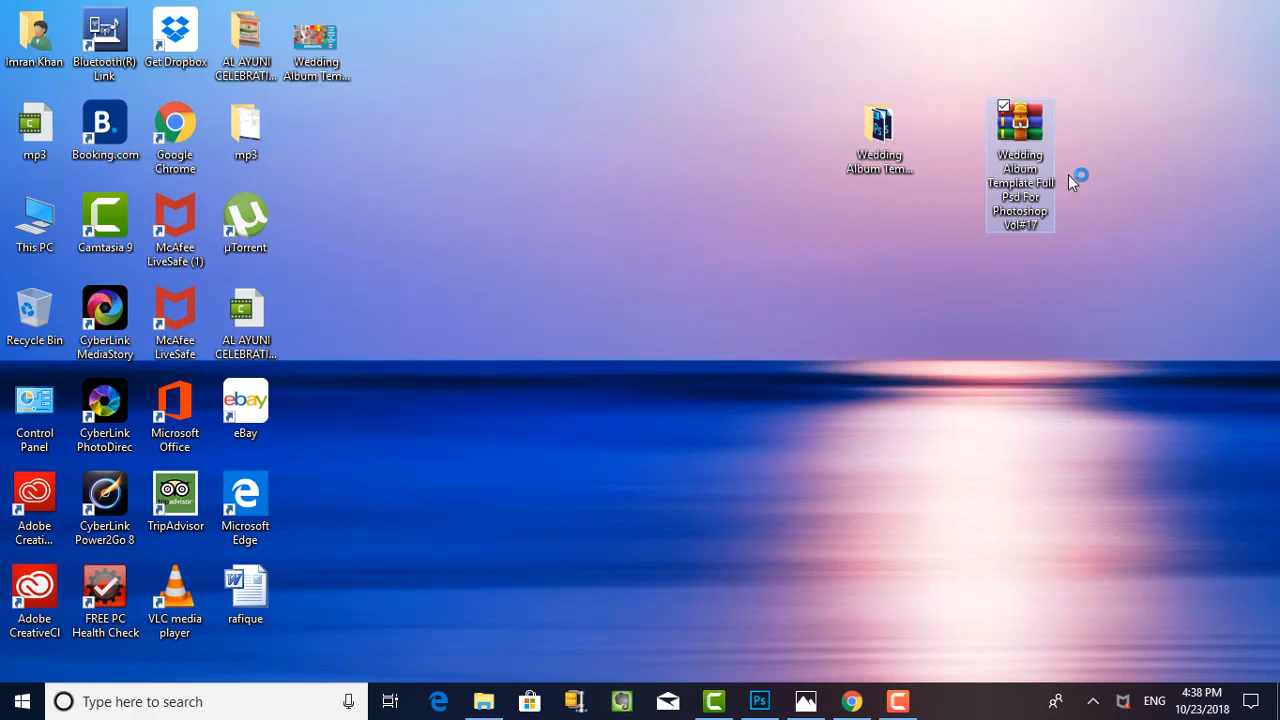 Imran Khan
Bluetooth(R)
Link
Get Dropbox
AL AYUNI
CELEBRATI...
Wedding
Album Tem...
mp3
B.
Booking.com
Google
Chrome
mp3
Wedding
Album Tem...
Wedding
Album
Template Full
Psd For
Photoshop
Vol#17
This PC
Camtasia 9
McAfee
LiveSafe (1)
µTorrent
Recycle Bin
CyberLink
MediaStory
McAfee
LiveSafe
AL AYUNI
CELEBRATI...
ebay
Control
Panel
CyberLink
PhotoDirec
Microsoft
Office
eBay
Adobe
Creati...
CyberLink
Power2Go 8
tripadvisor
TripAdvisor
Microsoft
Edge
Adobe
CreativeCl
FREE PC
Health Check
VLC media
player
W
rafique
Type here to search
Ps
ENG
4:38 PM
10/23/2018